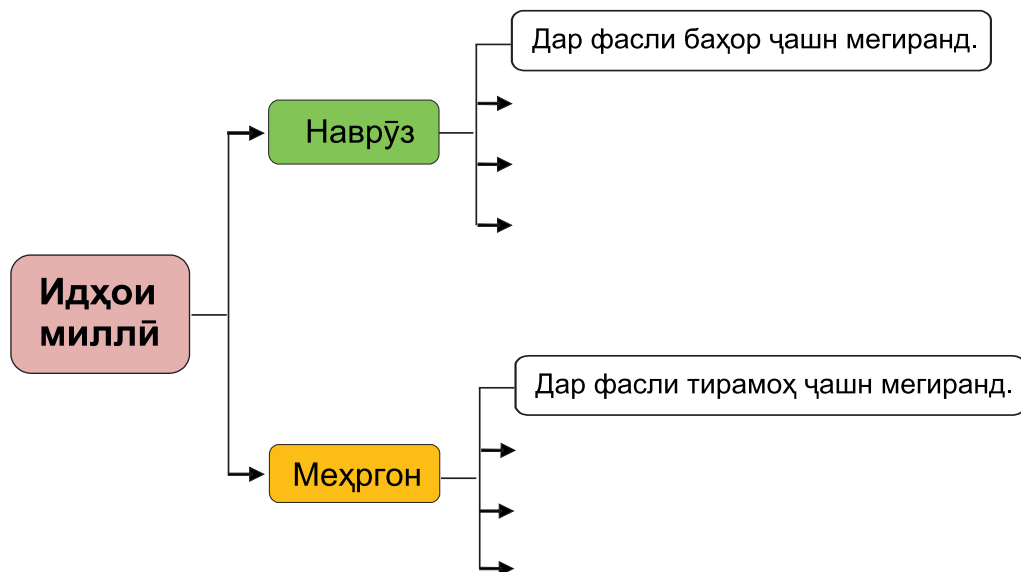 Дар фасли баҳор ҷашн мегиранд.
Наврӯз
Идҳои
миллӣ
Дар фасли тирамоҳ ҷашн мегиранд.
Меҳргон